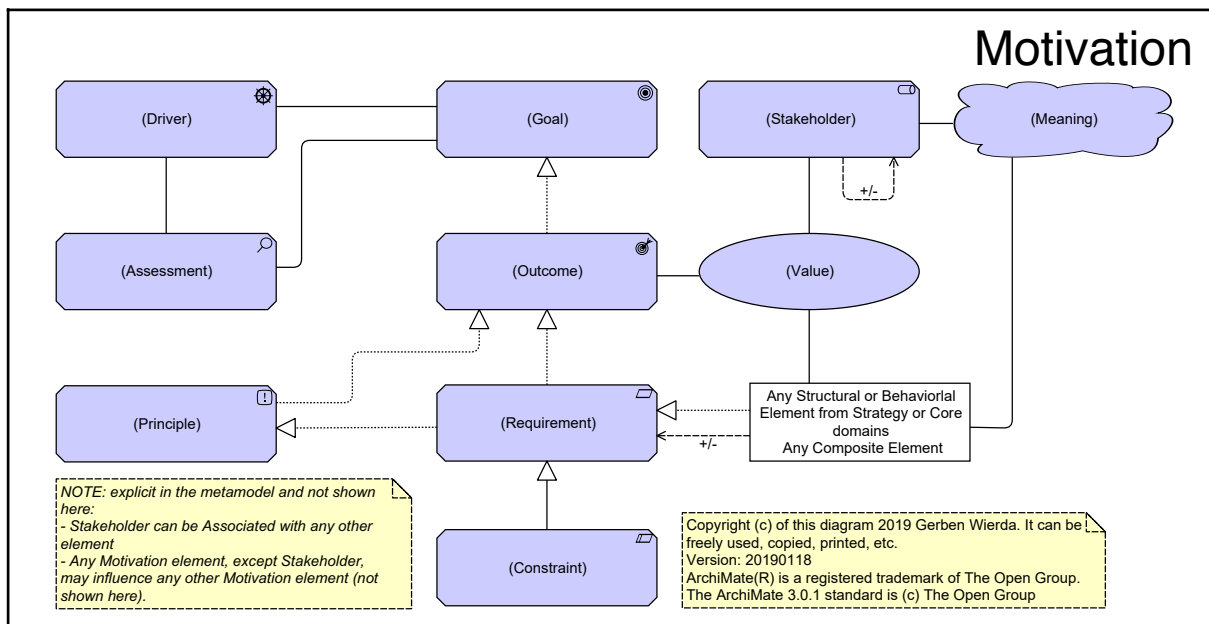 Motivation
(Driver)
(Goal)
(Stakeholder)
(Meaning)
+/-
(Assessment)
(Outcome)
(Value)
(Principle)
(Requirement)
Any Structural or Behaviorlal
Element from Strategy or Core
domains
Any Composite Element
+/-
NOTE: explicit in the metamodel and not shown
here:
- Stakeholder can be Associated with any other
element
- Any Motivation element, except Stakeholder,
may influence any other Motivation element (not
shown here).
(Constraint)
Copyright (c) of this diagram 2019 Gerben Wierda. It can be
freely used, copied, printed, etc.
Version: 20190118
ArchiMate(R) is a registered trademark of The Open Group.
The ArchiMate 3.0.1 standard is (c) The Open Group